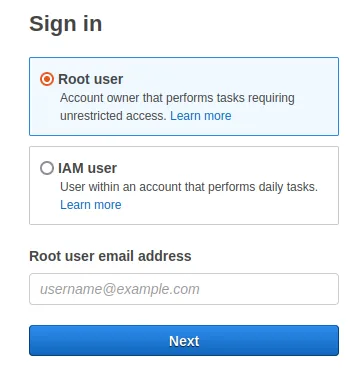 Sign in
Root user
Account owner that performs tasks requiring
unrestricted access. Learn more
IAM user
User within an account that performs daily tasks.
Learn more
Root user email address
username@example.com
Next